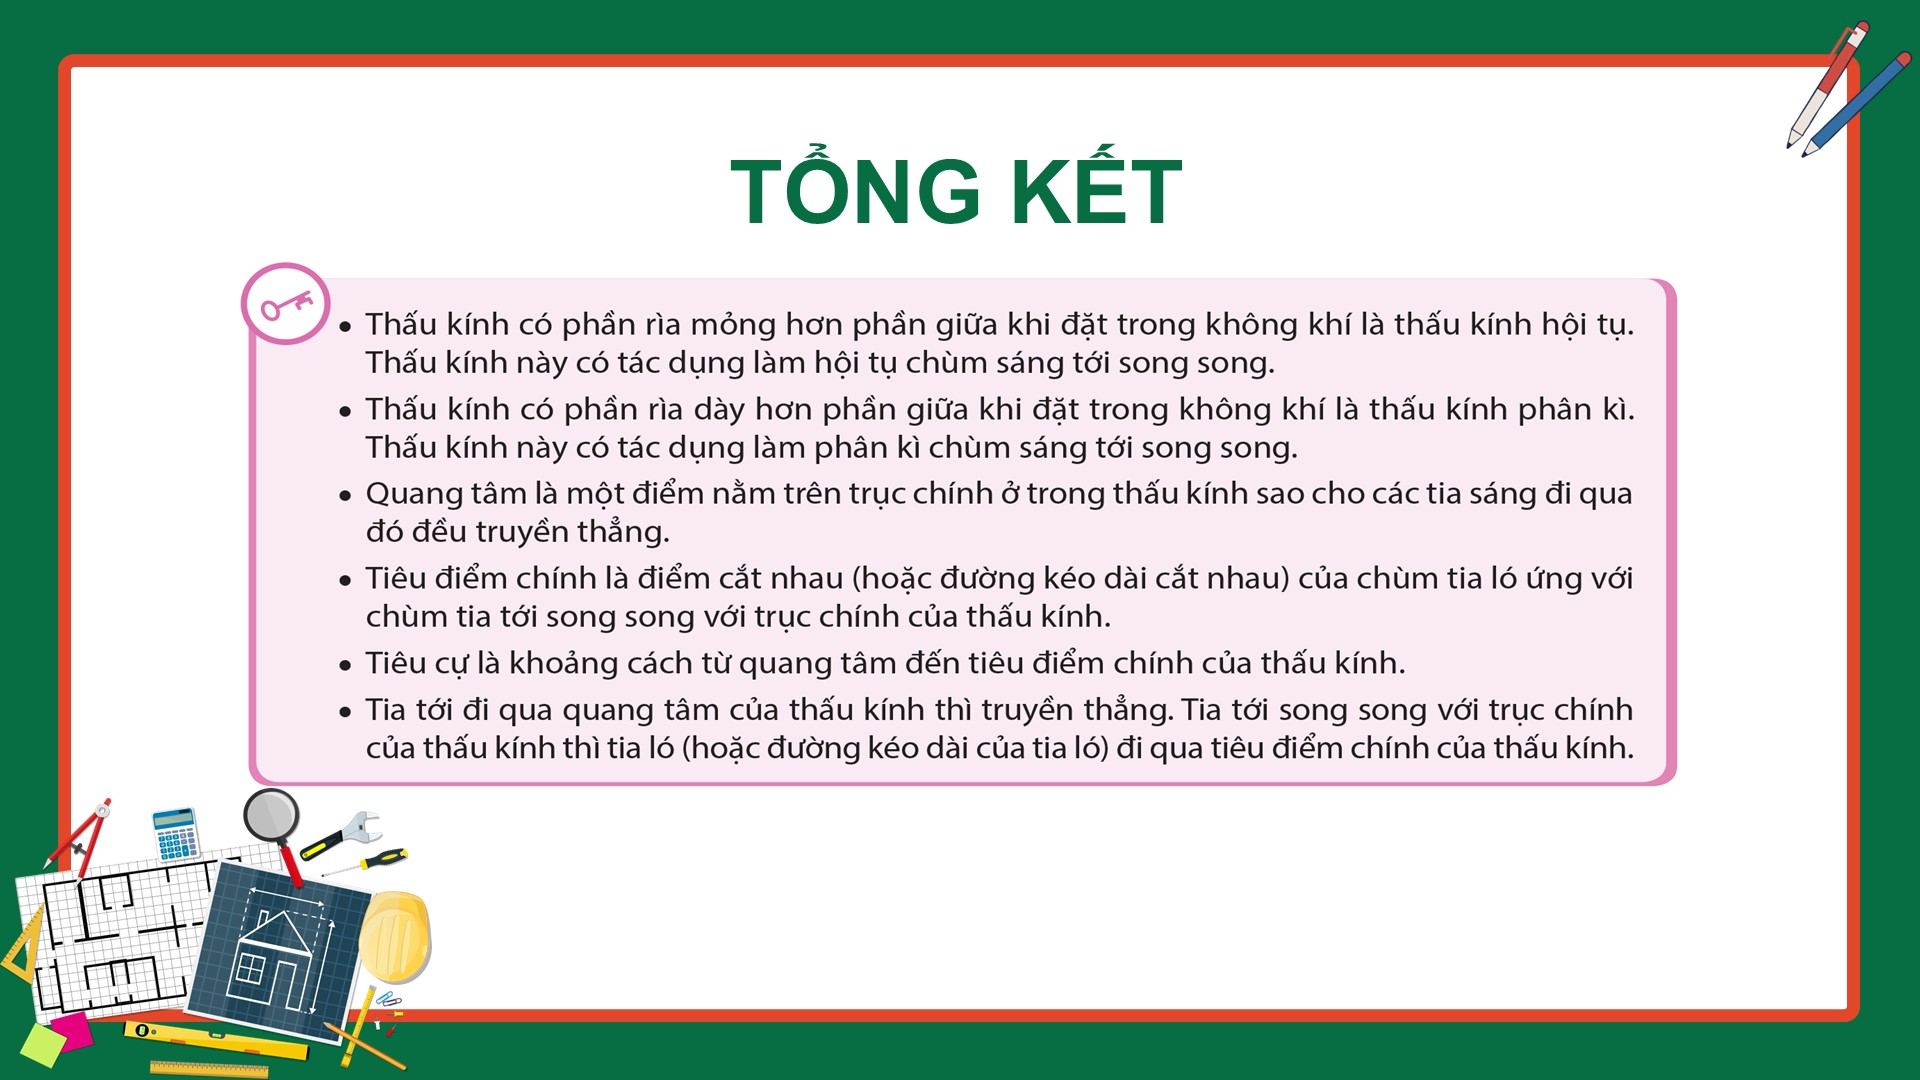 TỔNG KẾT
• Thấu kính có phần rìa mỏng hơn phần giữa khi đặt trong không khí là thấu kính hội tụ.
Thấu kính này có tác dụng làm hội tụ chùm sáng tới song song.
• Thấu kính có phần rìa dày hơn phần giữa khi đặt trong không khí là thấu kính phân kì.
Thấu kính này có tác dụng làm phân kì chùm sáng tới song song.
• Quang tâm là một điểm nằm trên trục chính ở trong thấu kính sao cho các tia sáng đi qua
đó đều truyền thẳng.
• Tiêu điểm chính là điểm cắt nhau (hoặc đường kéo dài cắt nhau) của chùm tia ló ứng với
chùm tia tới song song với trục chính của thấu kính.
• Tiêu cự là khoảng cách từ quang tâm đến tiêu điểm chính của thấu kính.
• Tia tới đi qua quang tâm của thấu kính thì truyền thẳng. Tia tới song song với trục chính
của thấu kính thì tia ló (hoặc đường kéo dài của tia ló) đi qua tiêu điểm chính của thấu kính.